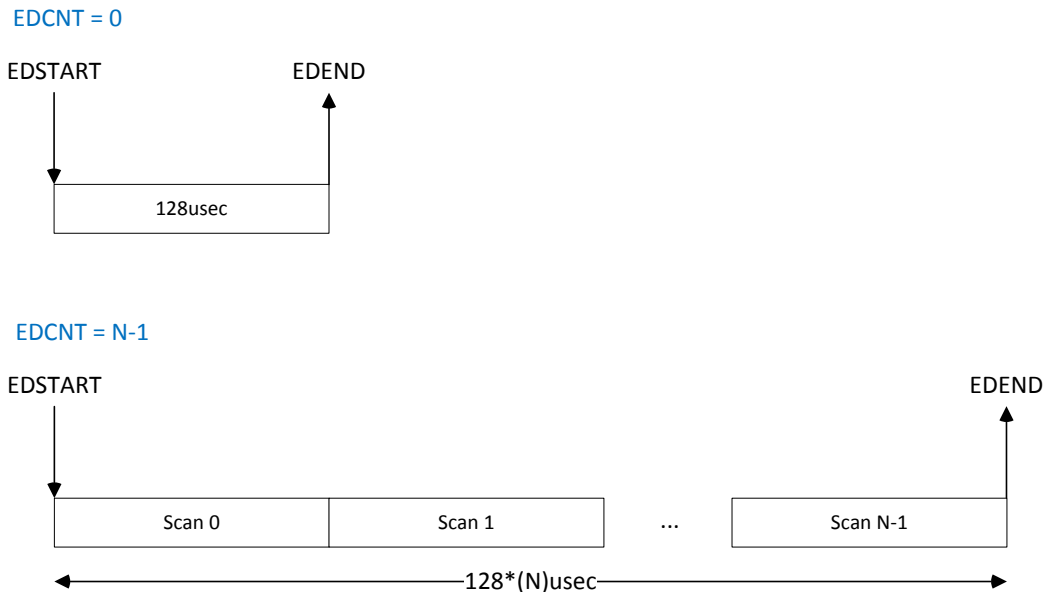 EDCNT = 0
EDSTART EDEND
128usec
EDCNT = N-1
EDSTART EDEND
Scan 0 Scan 1 ... Scan N-1
128*(N)usec